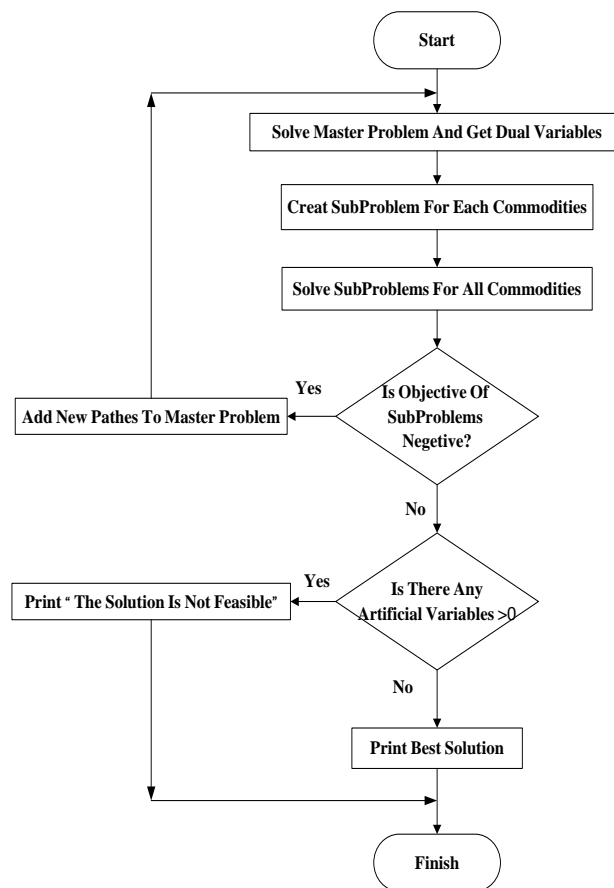 Start
Solve Master Problem And Get Dual Variables
Creat SubProblem For Each Commodities
Solve SubProblems For All Commodities
Is Objective Of
SubProblems
Negetive?
Yes
Add New Pathes To Master Problem
No
Is There Any
Artificial Variables >0
Yes
Print “ The Solution Is Not Feasible”
No
Print Best Solution
Finish